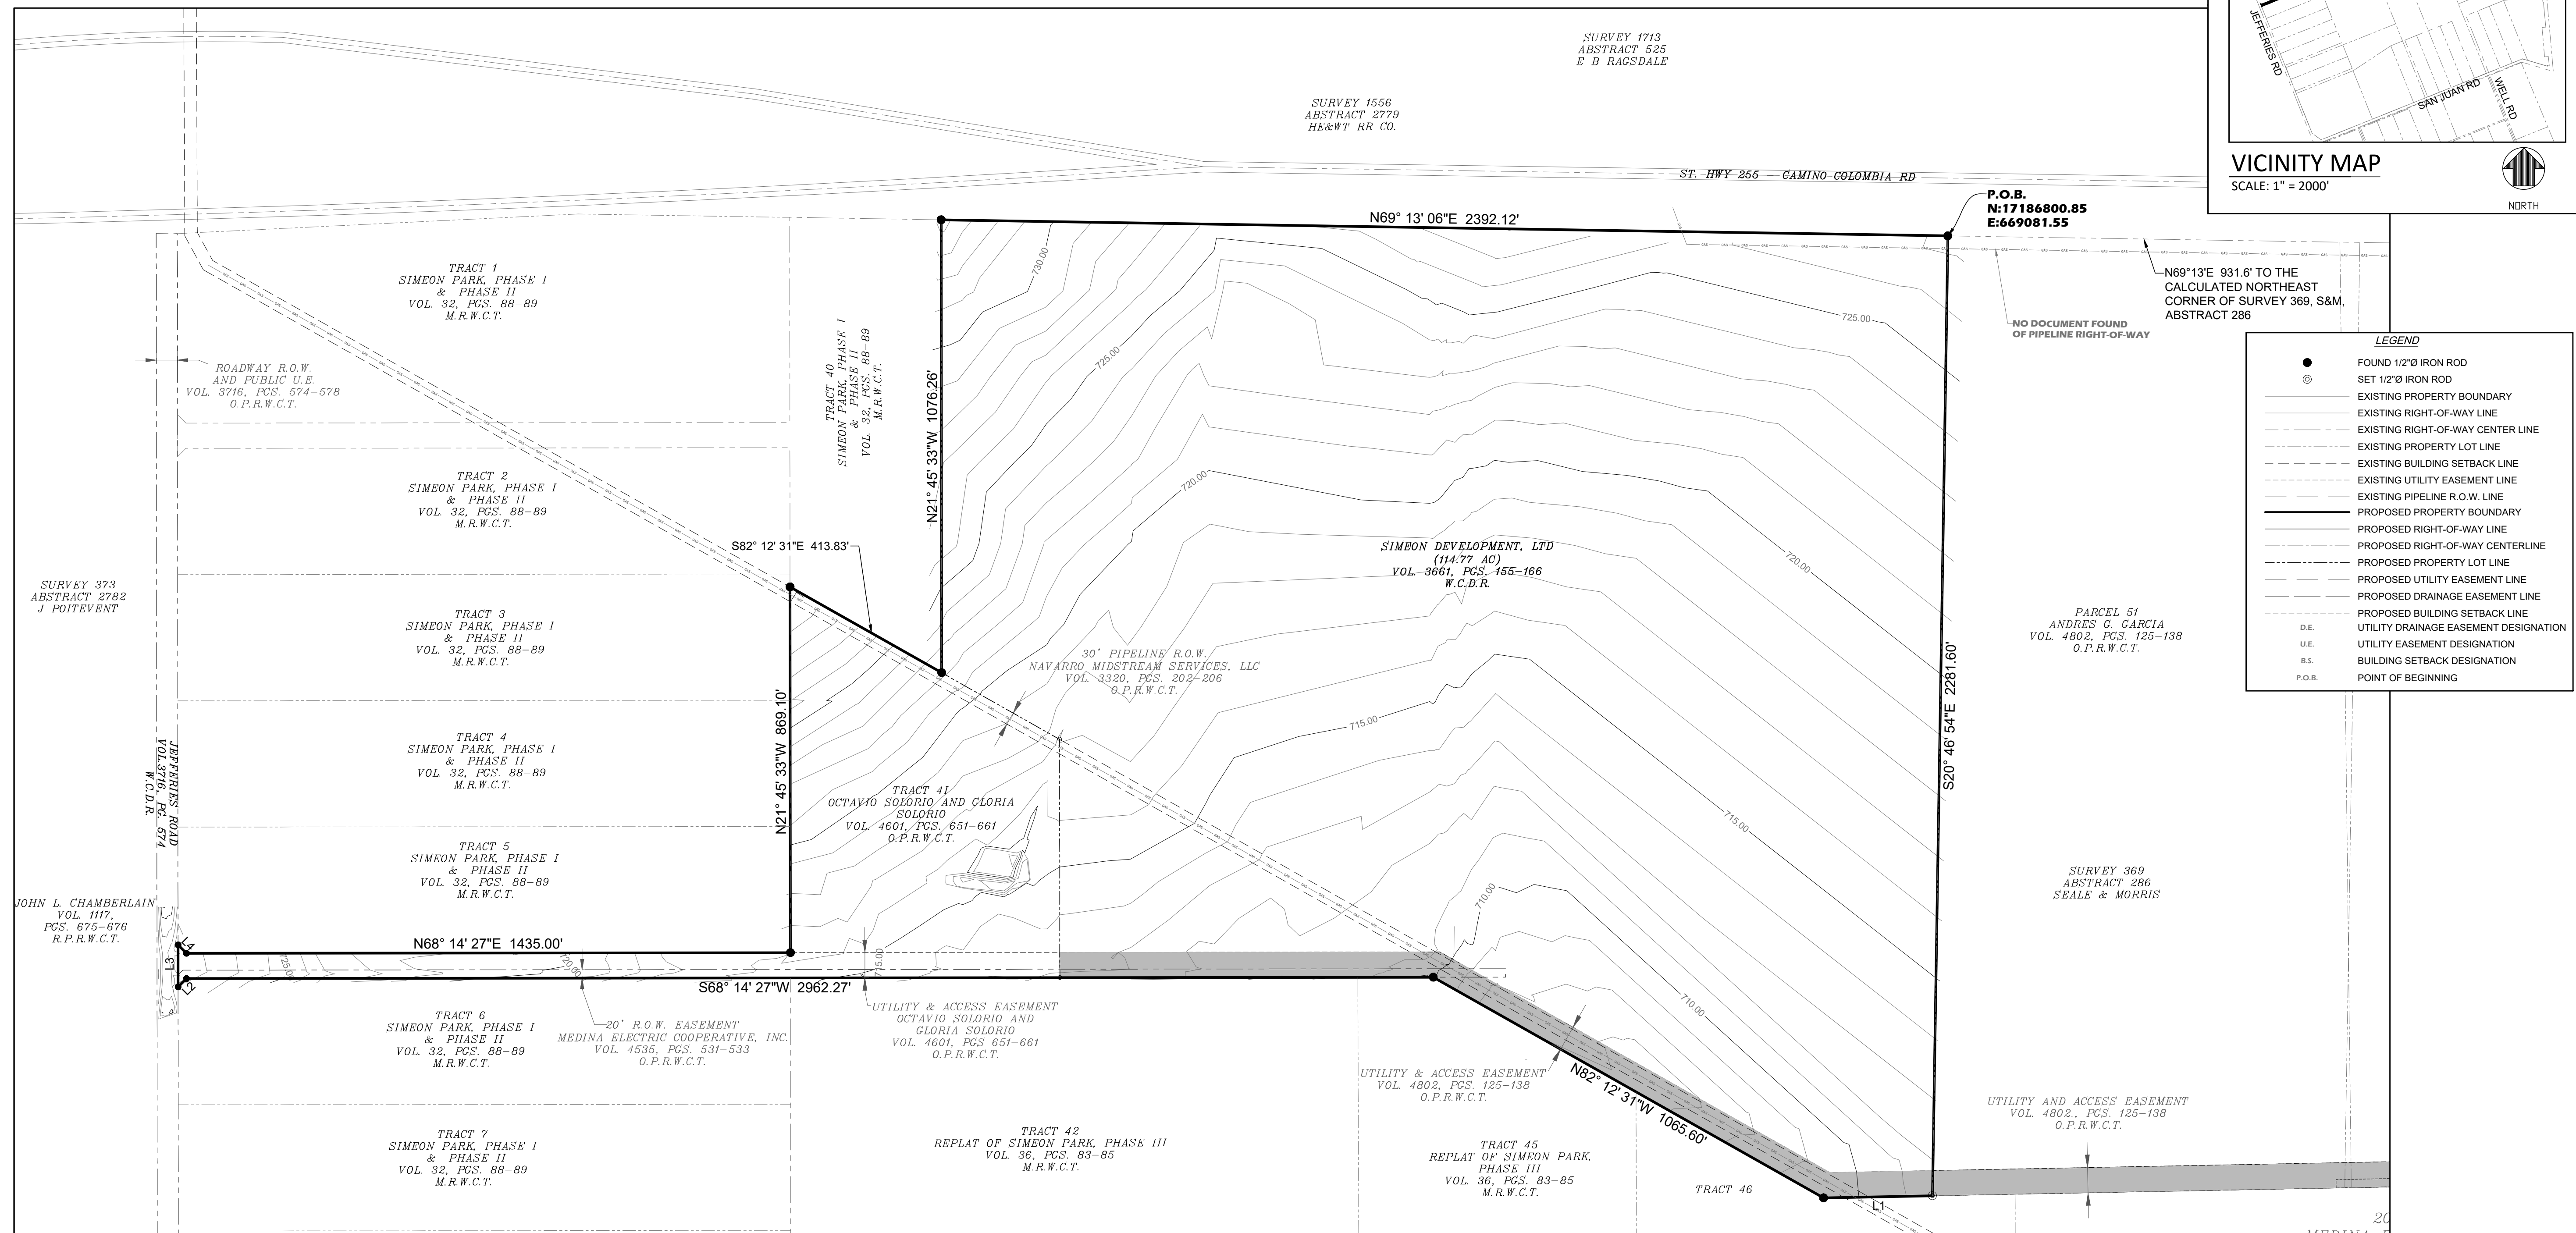 SURVEY 1713
ABSTRACT 525
E B RAGSDALE
SURVEY 1556
ABSTRACT 2779
HE&WT RR CO.
ST. HWY 255 - CAMINO COLOMBIA RD
JEFFERIES RD
SAN JUAN RD
WELL RD
VICINITY MAP
SCALE: 1" = 2000'
NORTH
P.O.B.
N:17186800.85
E:669081.55
N69° 13' 06"E 2392.12'
N69°13'E 931.6' TO THE
CALCULATED NORTHEAST
CORNER OF SURVEY 369, S&M,
ABSTRACT 286
NO DOCUMENT FOUND
OF PIPELINE RIGHT-OF-WAY
LEGEND
FOUND 1/2"Ø IRON ROD
SET 1/2"Ø IRON ROD
EXISTING PROPERTY BOUNDARY
EXISTING RIGHT-OF-WAY LINE
EXISTING RIGHT-OF-WAY CENTER LINE
EXISTING PROPERTY LOT LINE
EXISTING BUILDING SETBACK LINE
EXISTING UTILITY EASEMENT LINE
EXISTING PIPELINE R.O.W. LINE
PROPOSED PROPERTY BOUNDARY
PROPOSED RIGHT-OF-WAY LINE
PROPOSED RIGHT-OF-WAY CENTERLINE
PROPOSED PROPERTY LOT LINE
PROPOSED UTILITY EASEMENT LINE
PROPOSED DRAINAGE EASEMENT LINE
PROPOSED BUILDING SETBACK LINE
D.E. UTILITY DRAINAGE EASEMENT DESIGNATION
U.E. UTILITY EASEMENT DESIGNATION
B.S. BUILDING SETBACK DESIGNATION
P.O.B. POINT OF BEGINNING
TRACT 1
SIMEON PARK, PHASE I
& PHASE II
VOL. 32, PGS. 88-89
M.R.W.C.T.
ROADWAY R.O.W.
AND PUBLIC U.E.
VOL. 3716, PGS. 574-578
O.P.R.W.C.T.
TRACT 40
SIMEON PARK, PHASE I
& PHASE II
VOL. 32, PGS. 88-89
M.R.W.C.T.
N21° 45' 33"W 1076.26'
730.00
725.00
725.00
720.00
720.00
TRACT 2
SIMEON PARK, PHASE I
& PHASE II
VOL. 32, PGS. 88-89
M.R.W.C.T.
S82° 12' 31"E 413.83'
SIMEON DEVELOPMENT, LTD
(114.77 AC)
VOL. 3661, PGS. 155-166
W.C.D.R.
SURVEY 373
ABSTRACT 2782
J POITEVENT
TRACT 3
SIMEON PARK, PHASE I
& PHASE II
VOL. 32, PGS. 88-89
M.R.W.C.T.
30' PIPELINE R.O.W.
NAVARRO MIDSTREAM SERVICES, LLC
VOL. 3320, PGS. 202-206
O.P.R.W.C.T.
PARCEL 51
ANDRES G. GARCIA
VOL. 4802, PGS. 125-138
O.P.R.W.C.T.
S20° 46' 54"E 2281.60'
N21° 45' 33"W 869.10'
715.00
715.00
TRACT 4
SIMEON PARK, PHASE I
& PHASE II
VOL. 32, PGS. 88-89
M.R.W.C.T.
JEFFERIES ROAD
VOL.3716, PG. 574
W.C.D.R.
TRACT 41
OCTAVIO SOLORIO AND GLORIA
SOLORIO
VOL. 4601, PGS. 651-661
O.P.R.W.C.T.
TRACT 5
SIMEON PARK, PHASE I
& PHASE II
VOL. 32, PGS. 88-89
M.R.W.C.T.
SURVEY 369
ABSTRACT 286
SEALE & MORRIS
JOHN L. CHAMBERLAIN
VOL. 1117,
PGS. 675-676
R.P.R.W.C.T.
710.00
L4
L3
L2
N68° 14' 27"E 1435.00'
725.00
720.00
715.00
S68° 14' 27"W 2962.27'
710.00
TRACT 6
SIMEON PARK, PHASE I
& PHASE II
VOL. 32, PGS. 88-89
M.R.W.C.T.
20' R.O.W. EASEMENT
MEDINA ELECTRIC COOPERATIVE, INC.
VOL. 4535, PGS. 531-533
O.P.R.W.C.T.
UTILITY & ACCESS EASEMENT
OCTAVIO SOLORIO AND
GLORIA SOLORIO
VOL. 4601, PGS 651-661
O.P.R.W.C.T.
UTILITY & ACCESS EASEMENT
VOL. 4802, PGS. 125-138
O.P.R.W.C.T.
N82° 12' 31"W 1065.60'
UTILITY AND ACCESS EASEMENT
VOL. 4802., PGS. 125-138
O.P.R.W.C.T.
TRACT 7
SIMEON PARK, PHASE I
& PHASE II
VOL. 32, PGS. 88-89
M.R.W.C.T.
TRACT 42
REPLAT OF SIMEON PARK, PHASE III
VOL. 36, PGS. 83-85
M.R.W.C.T.
TRACT 45
REPLAT OF SIMEON PARK,
PHASE III
VOL. 36, PGS. 83-85
M.R.W.C.T.
TRACT 46
L1
20